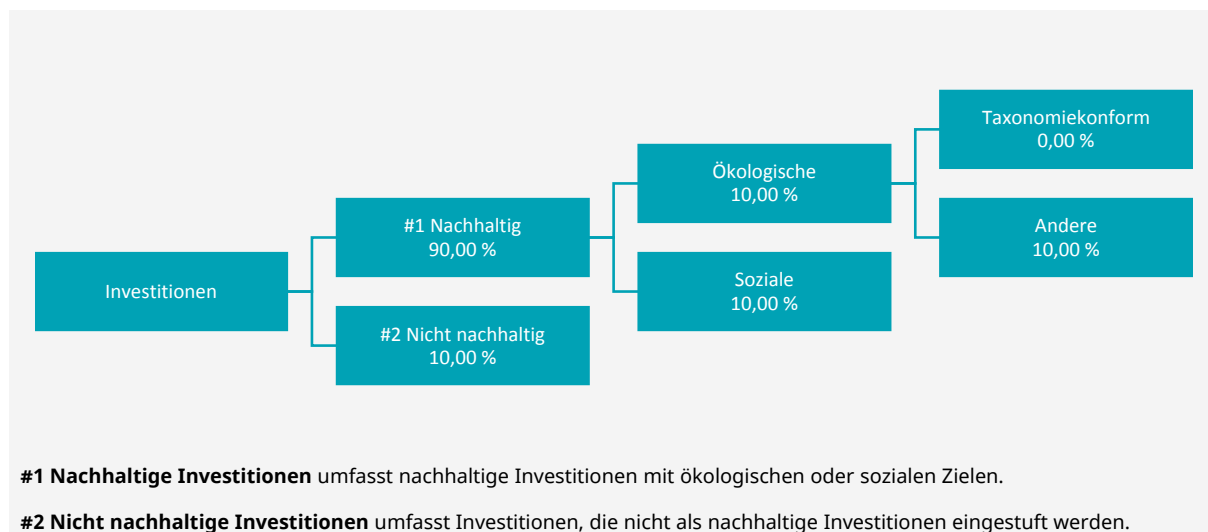 Investitionen
#1 Nachhaltig
90,00 %
#2 Nicht nachhaltig
10,00 %
Ökologische
10,00 %
Soziale
10,00 %
Taxonomiekonform
0,00 %
Andere
10,00 %
#1 Nachhaltige Investitionen umfasst nachhaltige Investitionen mit ökologischen oder sozialen Zielen.
#2 Nicht nachhaltige Investitionen umfasst Investitionen, die nicht als nachhaltige Investitionen eingestuft werden.